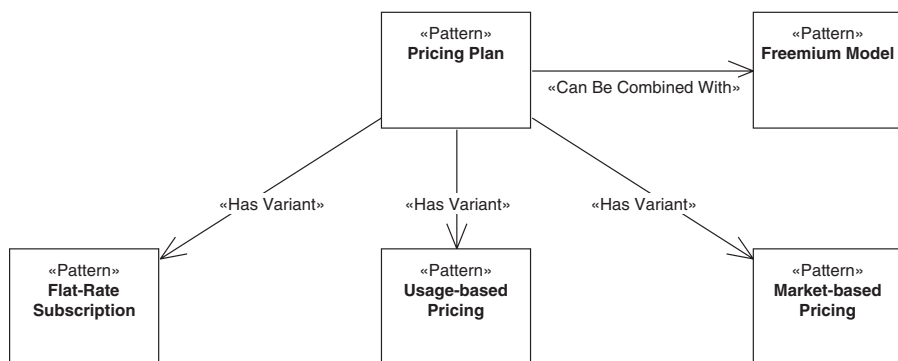 «Pattern»
Pricing Plan
«Pattern»
Freemium Model
«Can Be Combined With»
«Has Variant»
«Has Variant»
«Has Variant»
«Pattern»
Flat-Rate
Subscription
«Pattern»
Usage-based
Pricing
«Pattern»
Market-based
Pricing